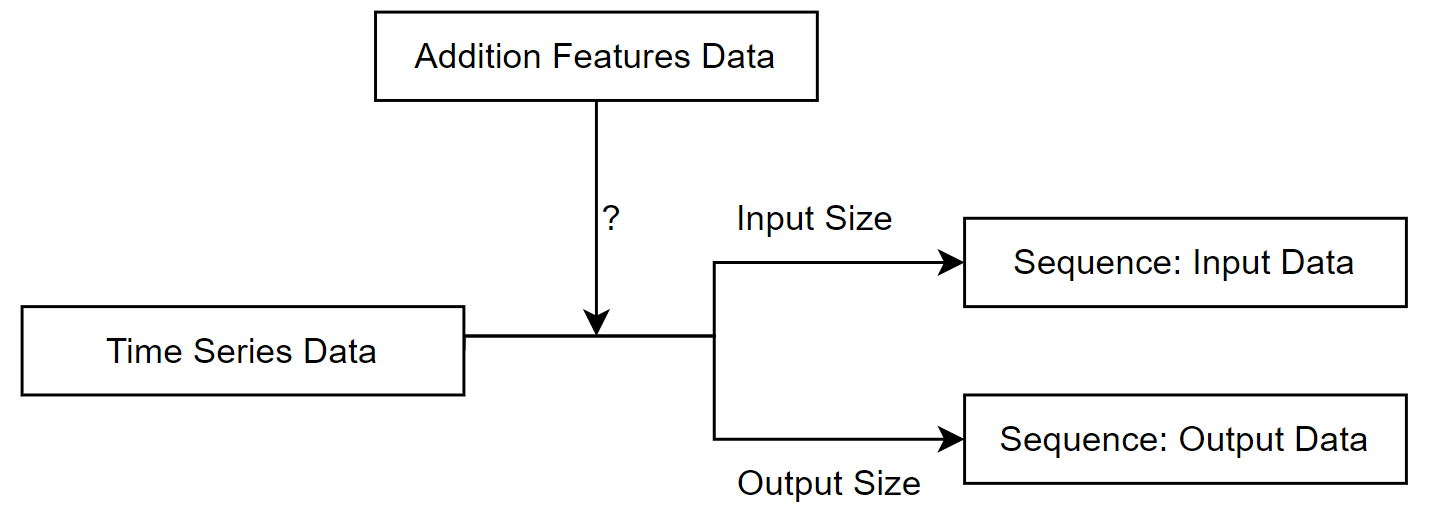 Addition Features Data
?
Input Size
Sequence: Input Data
Time Series Data
Sequence: Output Data
Output Size